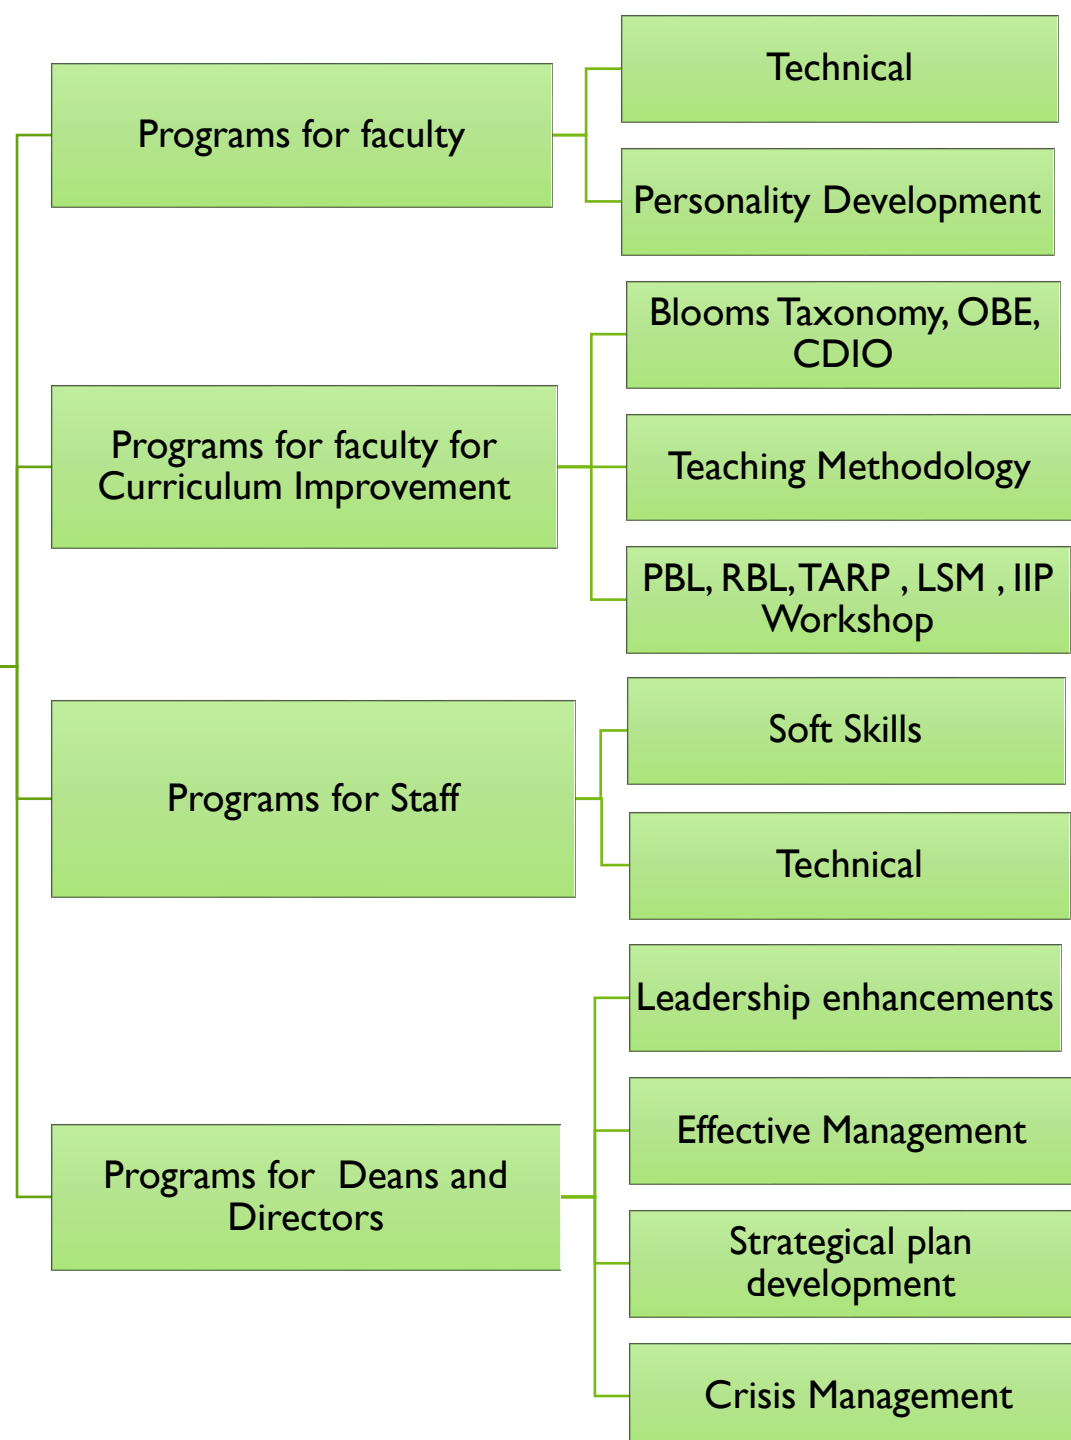 Programs for faculty
Technical
Personality Development
Programs for faculty for
Curriculum Improvement
Blooms Taxonomy, OBE,
CDIO
Teaching Methodology
PBL, RBL, TARP , LSM , IIP
Workshop
Programs for Staff
Soft Skills
Technical
Programs for  Deans and
Directors
Leadership enhancements
Effective Management
Strategical plan
development
Crisis Management